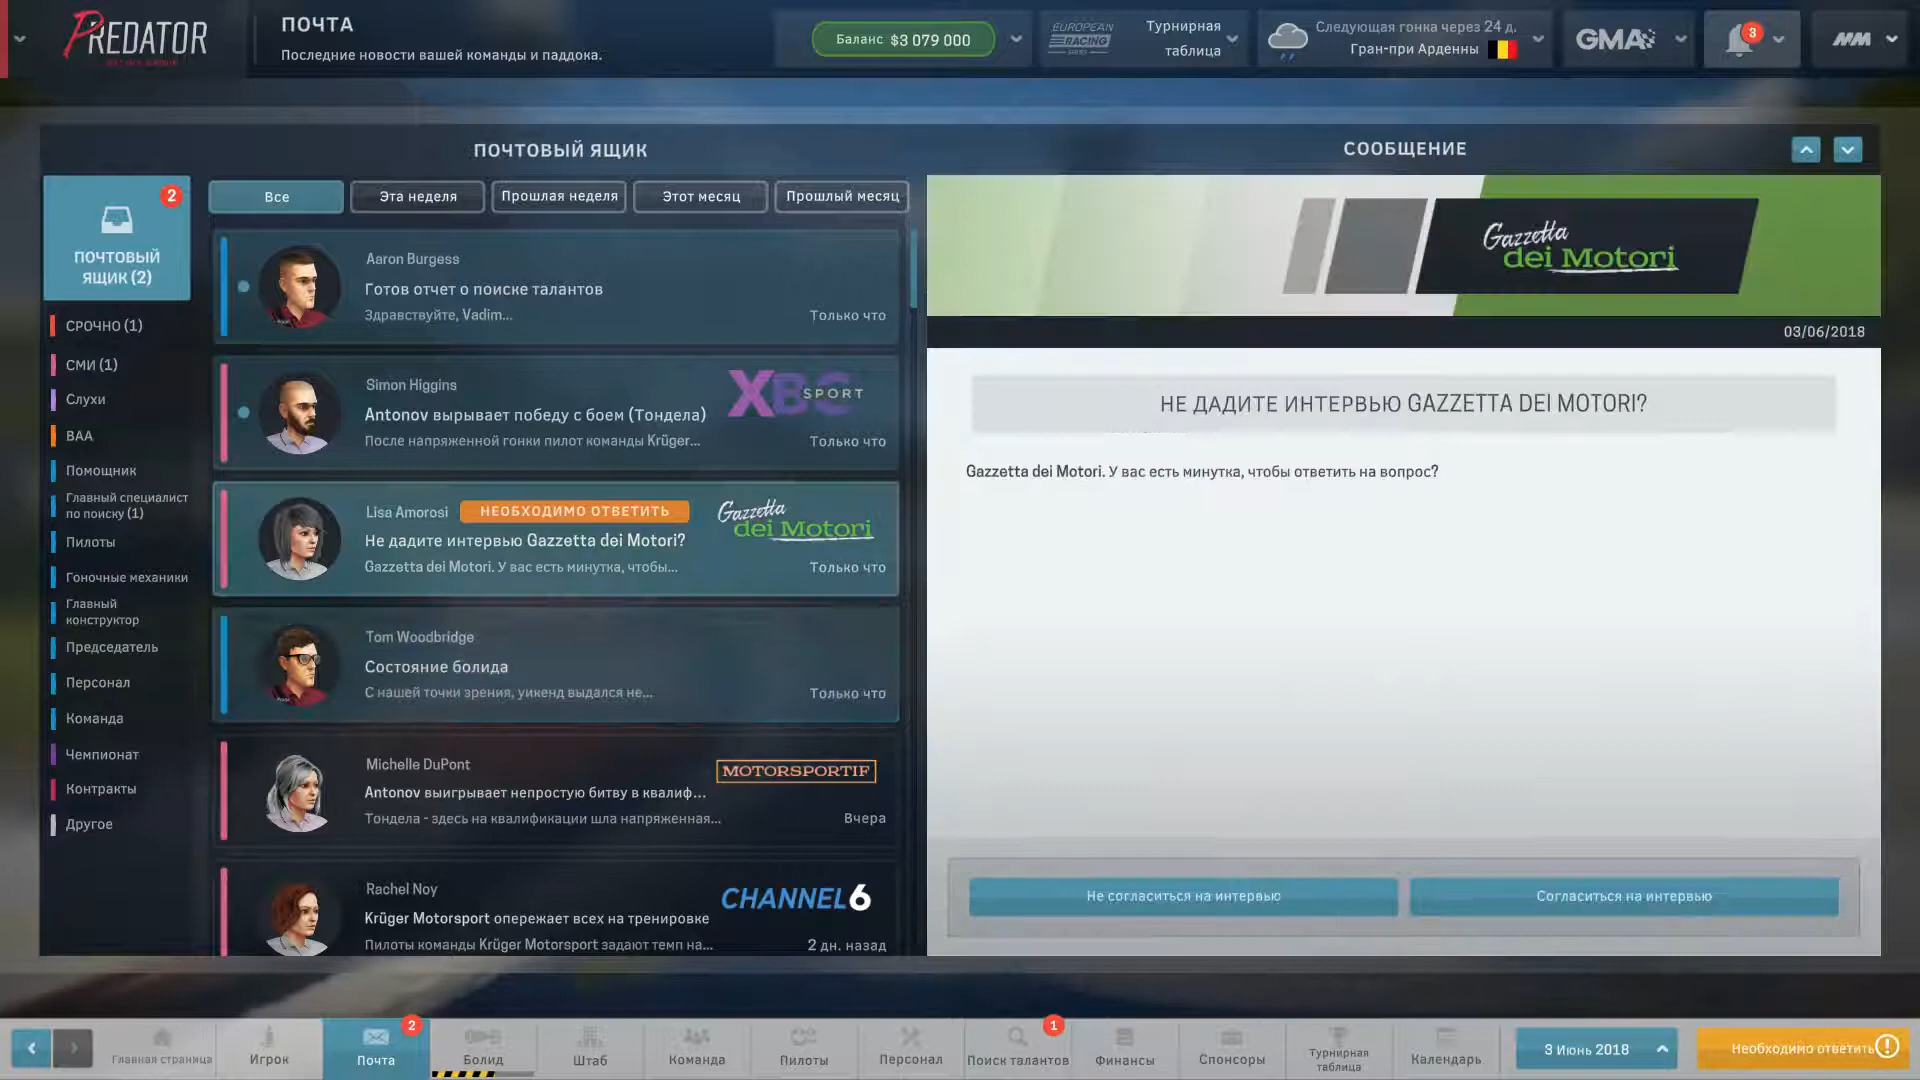 PREDATOR
RACING GROUP
ПОЧТА
Последние новости вашей команды и паддока.
Баланс $3 079 000
EUROPEAN
RACING
SERIES
Турнирная
таблица
Следующая гонка через 24 д.
Гран-при Арденны
GMA
3
ПОЧТОВЫЙ ЯЩИК
СООБЩЕНИЕ
2
ПОЧТОВЫЙ
ЯЩИК (2)
СРОЧНО (1)
СМИ (1)
Слухи
ВАА
Помощник
Главный специалист
по поиску (1)
Пилоты
Гоночные механики
Главный
конструктор
Председатель
Персонал
Команда
Чемпионат
Контракты
Другое
Все
Эта неделя
Прошлая неделя
Этот месяц
Прошлый месяц
Aaron Burgess
Готов отчет о поиске талантов
Здравствуйте, Vadim...
Только что
Simon Higgins
XBC SPORT
Antonov вырывает победу с боем (Тондела)
После напряженной гонки пилот команды Krüger...
Только что
Lisa Amorosi
НЕОБХОДИМО ОТВЕТИТЬ
Gazzetta
dei Motori
Не дадите интервью Gazzetta dei Motori?
Gazzetta dei Motori. У вас есть минутка, чтобы...
Только что
Tom Woodbridge
Состояние болида
С нашей точки зрения, уикенд выдался не...
Только что
Michelle DuPont
MOTORSPORTIF
Antonov выигрывает непростую битву в квалиф...
Тондела - здесь на квалификации шла напряженная...
Вчера
Rachel Noy
CHANNEL6
Krüger Motorsport опережает всех на тренировке
Пилоты команды Krüger Motorsport задают темп на...
2 дн. назад
Gazzetta
dei Motori
03/06/2018
НЕ ДАДИТЕ ИНТЕРВЬЮ GAZZETTA DEI MOTORI?
Gazzetta dei Motori. У вас есть минутка, чтобы ответить на вопрос?
Не согласиться на интервью
Согласиться на интервью
Главная страница
Игрок
2
Почта
Болид
Штаб
Команда
Пилоты
Персонал
1
Поиск талантов
Финансы
Спонсоры
Турнирная
таблица
Календарь
3 Июнь 2018
Необходимо ответить